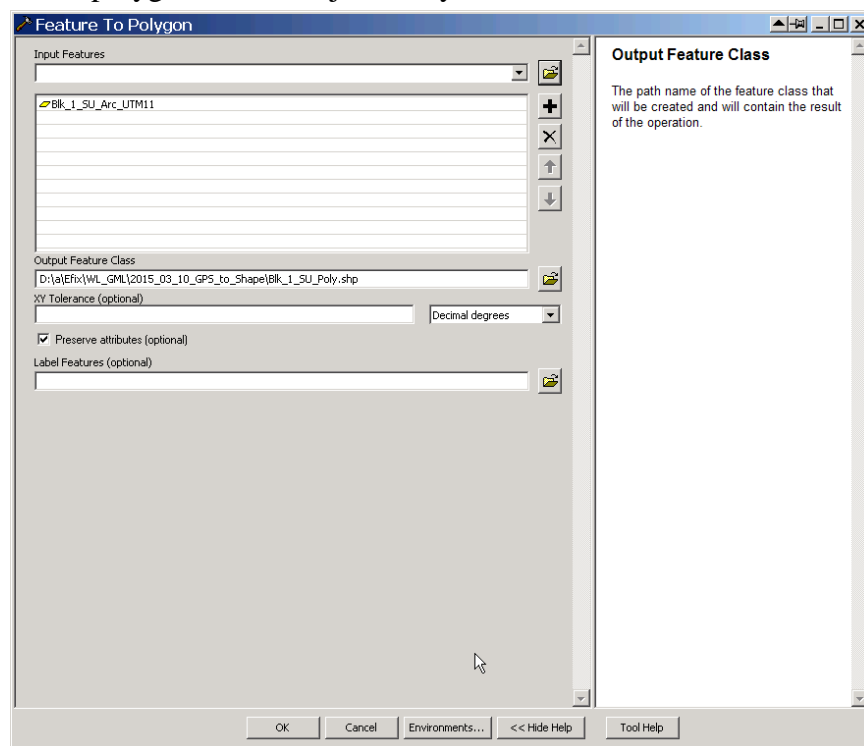 Feature To Polygon
Input Features
Blk_1_SU_Arc_UTM11
Output Feature Class
D:\a\Efix\WL_GML\2015_03_10_GPS_to_Shape\Blk_1_SU_Poly.shp
XY Tolerance (optional)
Decimal degrees
Preserve attributes (optional)
Label Features (optional)
Output Feature Class
The path name of the feature class that
will be created and will contain the result
of the operation.
OK Cancel Environments... << Hide Help Tool Help